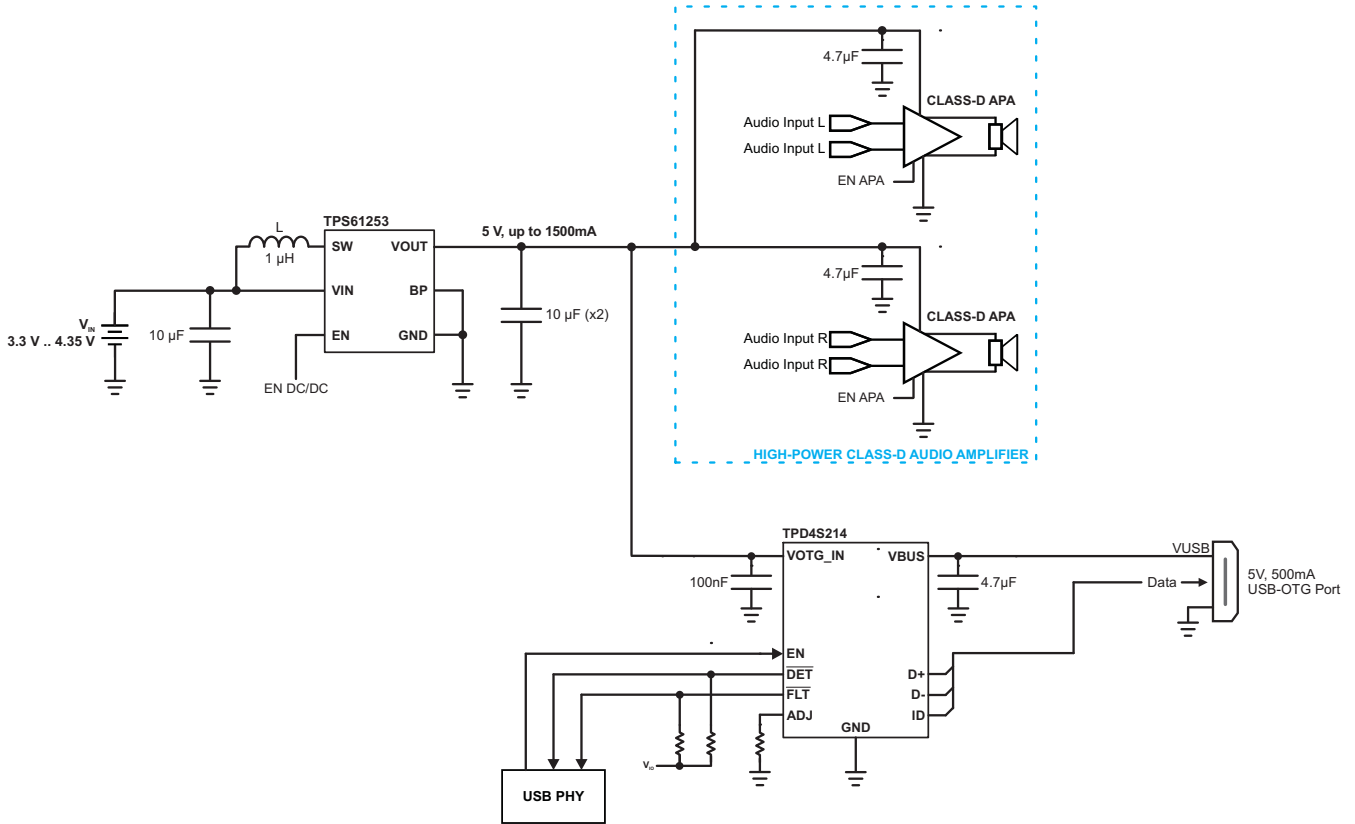 4.7µF
CLASS-D APA
Audio Input L
Audio Input L
EN APA
TPS61253
L
1 µH
SW
VOUT
5 V, up to 1500mA
4.7µF
VIN
BP
10 µF (x2)
CLASS-D APA
V_IN
3.3 V .. 4.35 V
10 µF
EN
GND
Audio Input R
Audio Input R
EN DC/DC
EN APA
HIGH-POWER CLASS-D AUDIO AMPLIFIER
TPD4S214
VOTG_IN
VBUS
VUSB
100nF
4.7µF
Data
5V, 500mA
USB-OTG Port
EN
DET
D+
FLT
D-
ADJ
ID
GND
V_IO
USB PHY